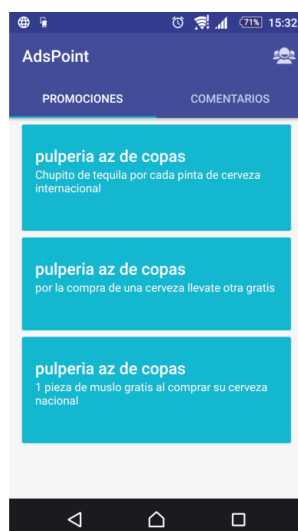 71% 15:32
AdsPoint
PROMOCIONES COMENTARIOS
pulperia az de copas
Chupito de tequila por cada pinta de cerveza
internacional
pulperia az de copas
por la compra de una cerveza llevate otra gratis
pulperia az de copas
1 pieza de muslo gratis al comprar su cerveza
nacional